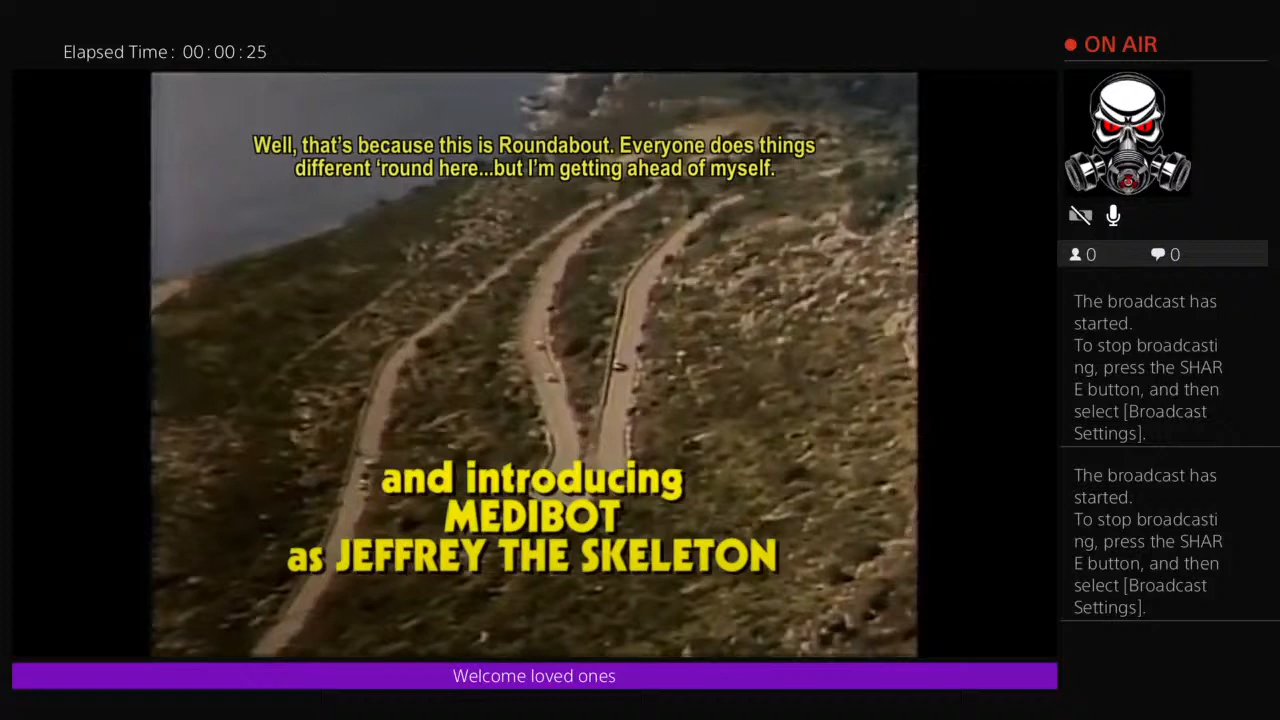 Elapsed Time: 00:00:25
ON AIR
Well, that's because this is Roundabout. Everyone does things
different 'round here...but I'm getting ahead of myself.
0 0
The broadcast has
started.
To stop broadcasti
ng, press the SHAR
E button, and then
select [Broadcast
Settings].
The broadcast has
started.
To stop broadcasti
ng, press the SHAR
E button, and then
select [Broadcast
Settings].
and introducing
MEDIBOT
as JEFFREY THE SKELETON
Welcome loved ones